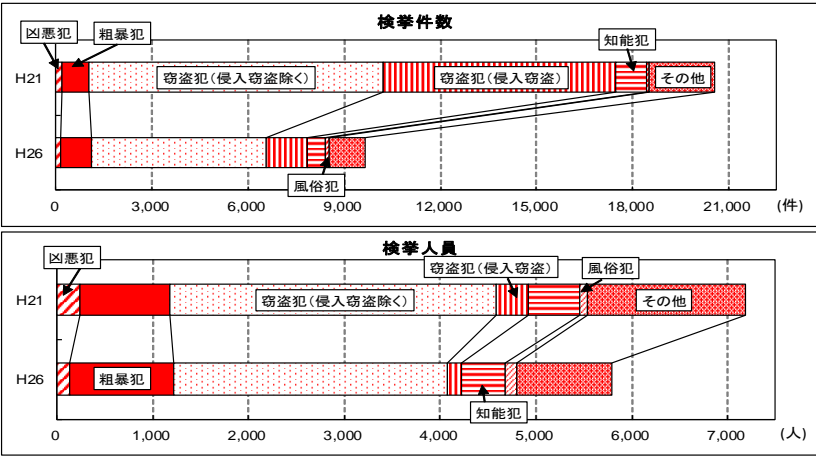 検挙件数
凶悪犯
粗暴犯
知能犯
H21
窃盗犯(侵入窃盗除く)
窃盗犯(侵入窃盗)
その他
H26
風俗犯
0 3,000 6,000 9,000 12,000 15,000 18,000 21,000 (件)
検挙人員
凶悪犯
窃盗犯(侵入窃盗)
風俗犯
H21
窃盗犯(侵入窃盗除く)
その他
H26
粗暴犯
知能犯
0 1,000 2,000 3,000 4,000 5,000 6,000 7,000 (人)